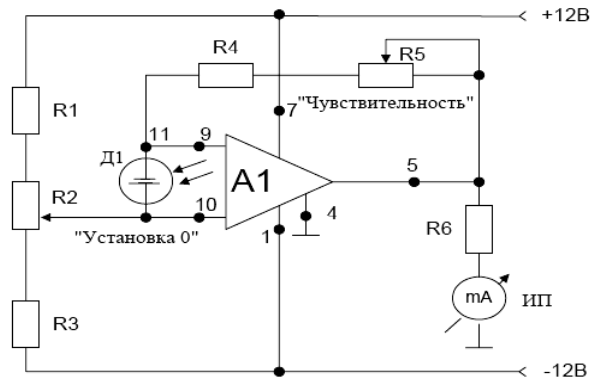 +12В
R4
R5
R1
7
"Чувствительность"
11
9
Д1
А1
5
R2
10
4
"Установка 0"
1
R6
mA
ИП
R3
-12В